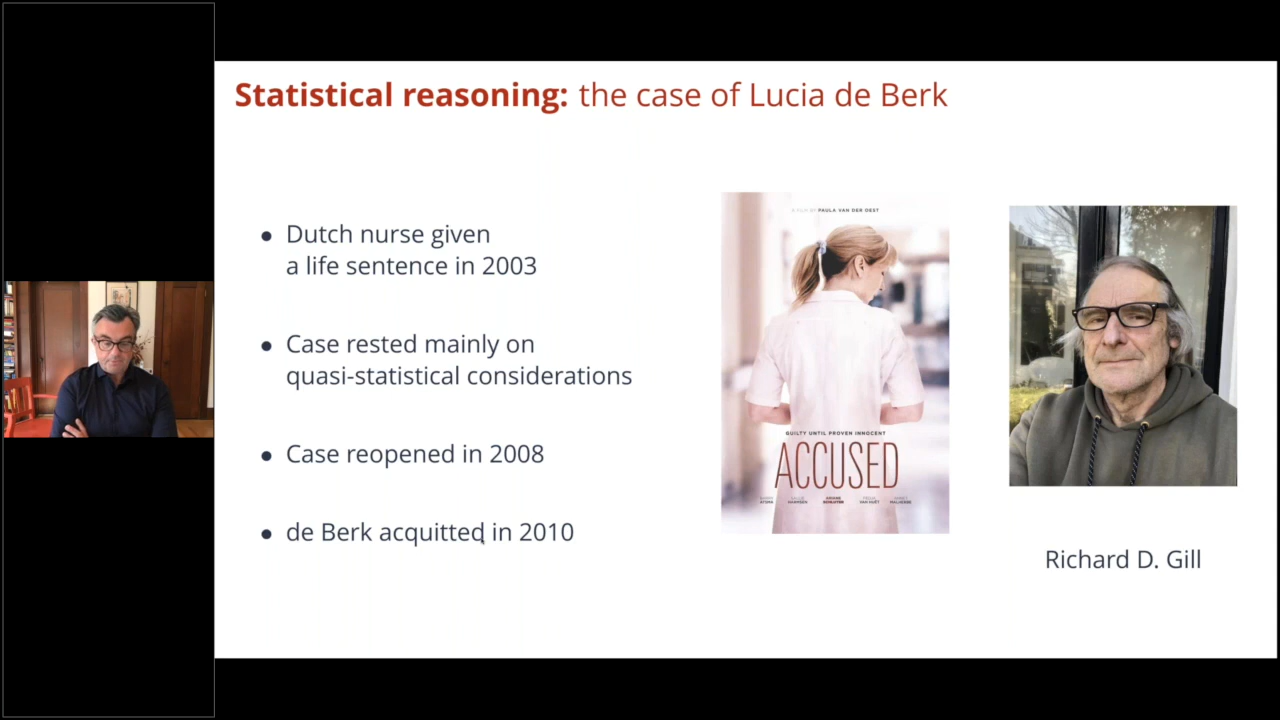 Statistical reasoning: the case of Lucia de Berk
● Dutch nurse given
a life sentence in 2003
● Case rested mainly on
quasi-statistical considerations
● Case reopened in 2008
● de Berk acquitted in 2010
A FILM BY PAULA VAN DER OEST
GUILTY UNTIL PROVEN INNOCENT
ACCUSED
Richard D. Gill